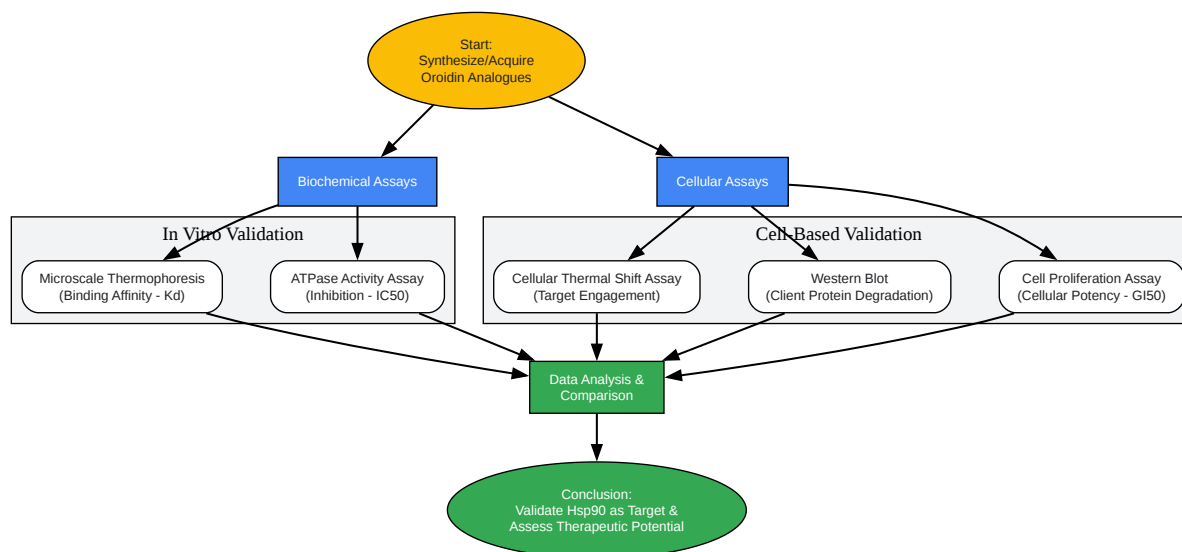 Start:
Synthesize/Acquire
Oroidin Analogues
Biochemical Assays
Cellular Assays
In Vitro Validation
Cell-Based Validation
Microscale Thermophoresis
(Binding Affinity - Kd)
ATPase Activity Assay
(Inhibition - IC50)
Cellular Thermal Shift Assay
(Target Engagement)
Western Blot
(Client Protein Degradation)
Cell Proliferation Assay
(Cellular Potency - GI50)
Data Analysis &
Comparison
Conclusion:
Validate Hsp90 as Target &
Assess Therapeutic Potential